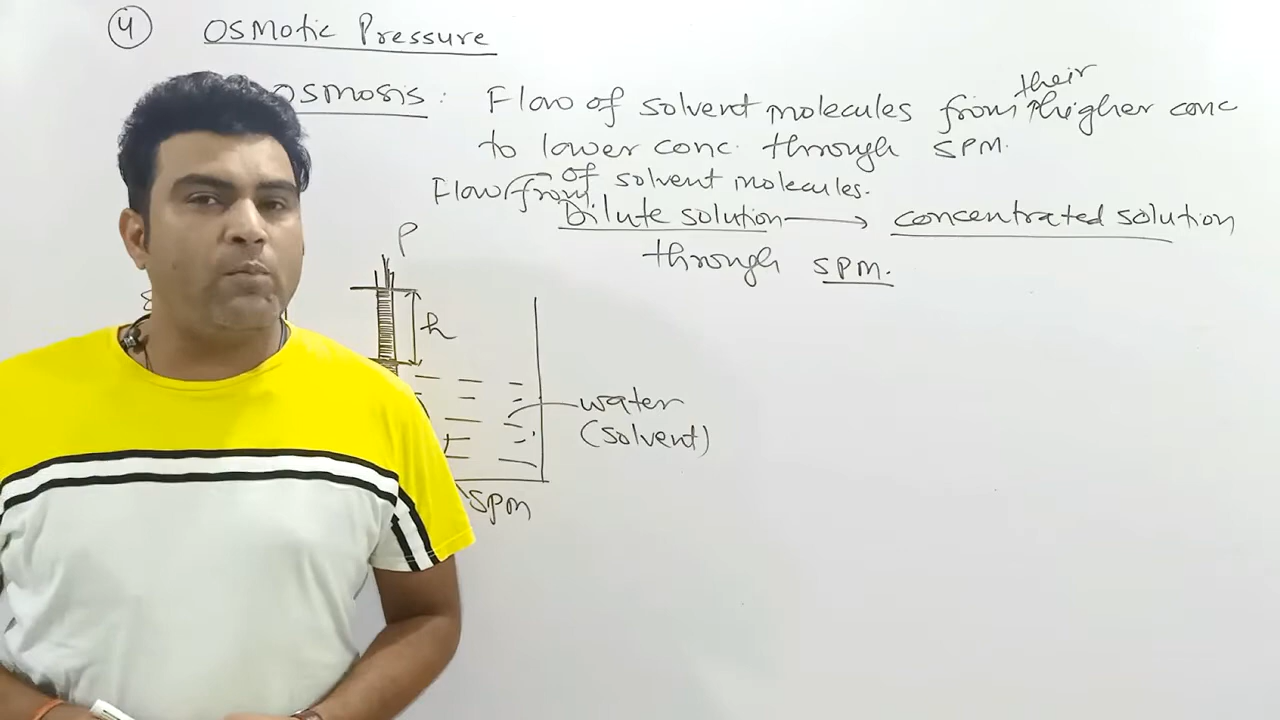 4 Osmotic Pressure
Osmosis : Flow of solvent molecules from their higher conc
to lower conc. through SPM.
Flow of solvent molecules.
from Dilute solution → concentrated solution
through SPM.
P
h
water
(solvent)
SPM